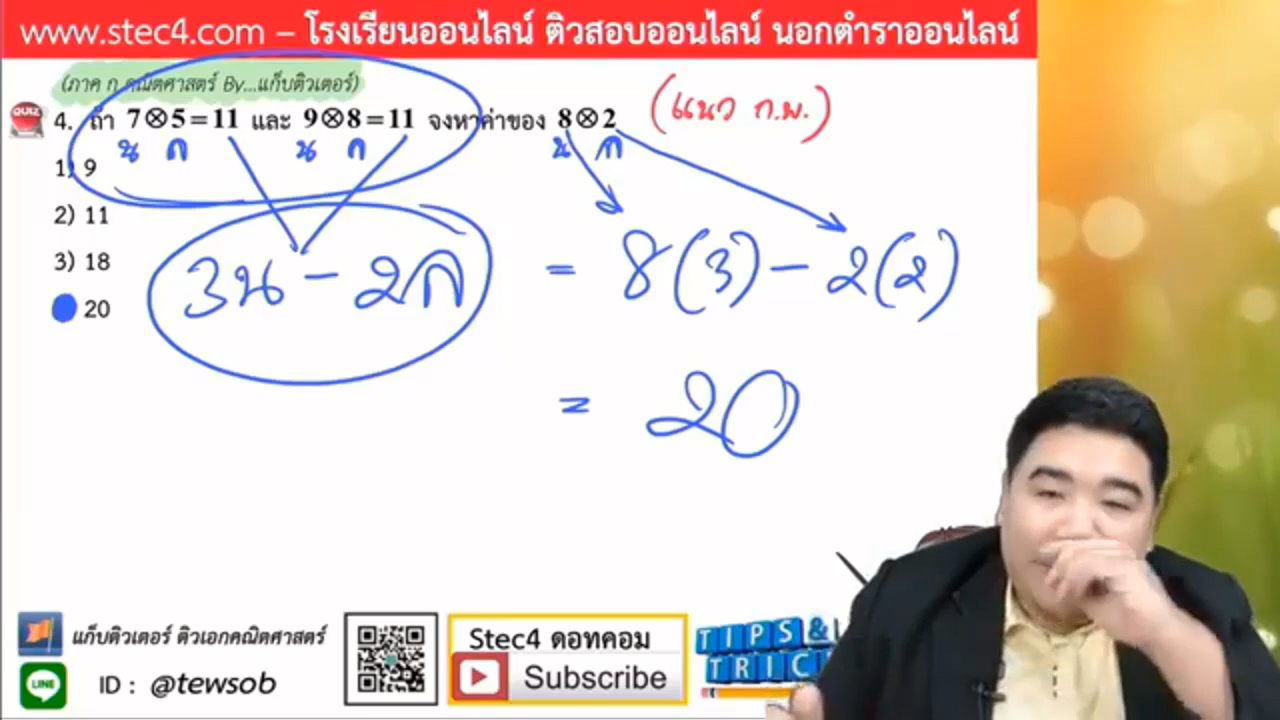 www.stec4.com – โรงเรียนออนไลน์ ติวสอบออนไลน์ นอกตำราออนไลน์
(ภาค ก คณิตศาสตร์ By...แก็บติวเตอร์)
QUIZ 4. ถ้า 7⊗5=11 และ 9⊗8=11 จงหาค่าของ 8⊗2 (แนว ก.พ.)
น ก น ก น ก
1) 9
2) 11
3) 18
20
3น - 2ก = 8(3) - 2(2)
= 20
แก็บติวเตอร์ ติวเอกคณิตศาสตร์
LINE ID : @tewsob
Stec4 ดอทคอม
Subscribe
TIPS &
TRIC